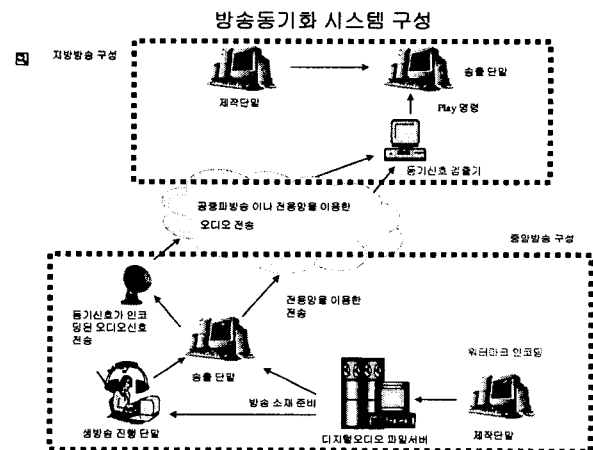 방송동기화 시스템 구성
지방방송 구성
제작단말
송출 단말
Play 명령
동기신호 검출기
공중파방송 이나 전용망을 이용한
오디오 전송
중앙방송 구성
동기신호가 인코
딩된 오디오신호
전송
전용망을 이용한
전송
송출 단말
워터마크 인코딩
방송 소재 준비
생방송 진행 단말
디지털오디오 파일서버
제작단말